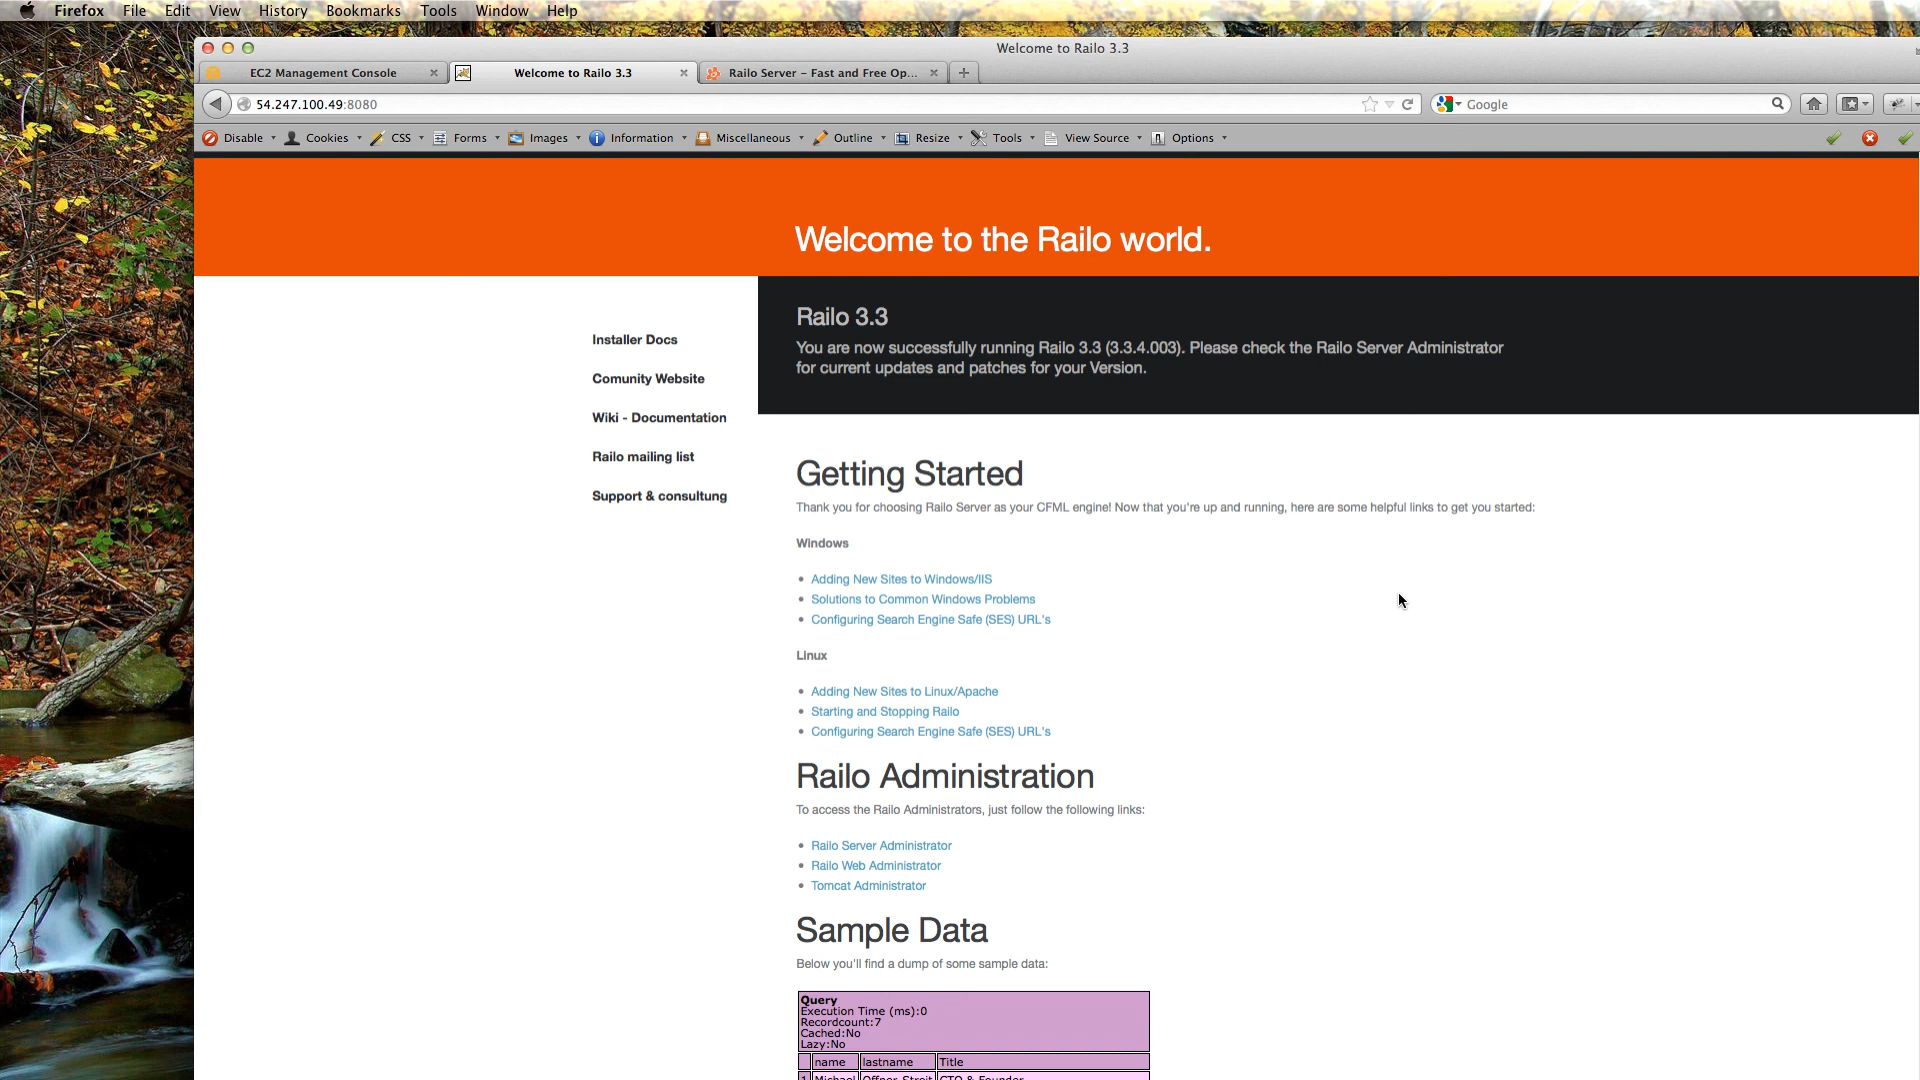 Firefox File Edit View History Bookmarks Tools Window Help
Welcome to Railo 3.3
EC2 Management Console
Welcome to Railo 3.3
Railo Server – Fast and Free Op...
54.247.100.49:8080
Google
Disable Cookies CSS Forms Images Information Miscellaneous Outline Resize Tools View Source Options
Welcome to the Railo world.
Installer Docs
Comunity Website
Wiki - Documentation
Railo mailing list
Support & consultung
Railo 3.3
You are now successfully running Railo 3.3 (3.3.4.003). Please check the Railo Server Administrator
for current updates and patches for your Version.
Getting Started
Thank you for choosing Railo Server as your CFML engine! Now that you're up and running, here are some helpful links to get you started:
Windows
Adding New Sites to Windows/IIS
Solutions to Common Windows Problems
Configuring Search Engine Safe (SES) URL's
Linux
Adding New Sites to Linux/Apache
Starting and Stopping Railo
Configuring Search Engine Safe (SES) URL's
Railo Administration
To access the Railo Administrators, just follow the following links:
Railo Server Administrator
Railo Web Administrator
Tomcat Administrator
Sample Data
Below you'll find a dump of some sample data:
Query
Execution Time (ms):0
Recordcount:7
Cached:No
Lazy:No
name lastname Title
1 Michael Offner-Streit CTO & Founder